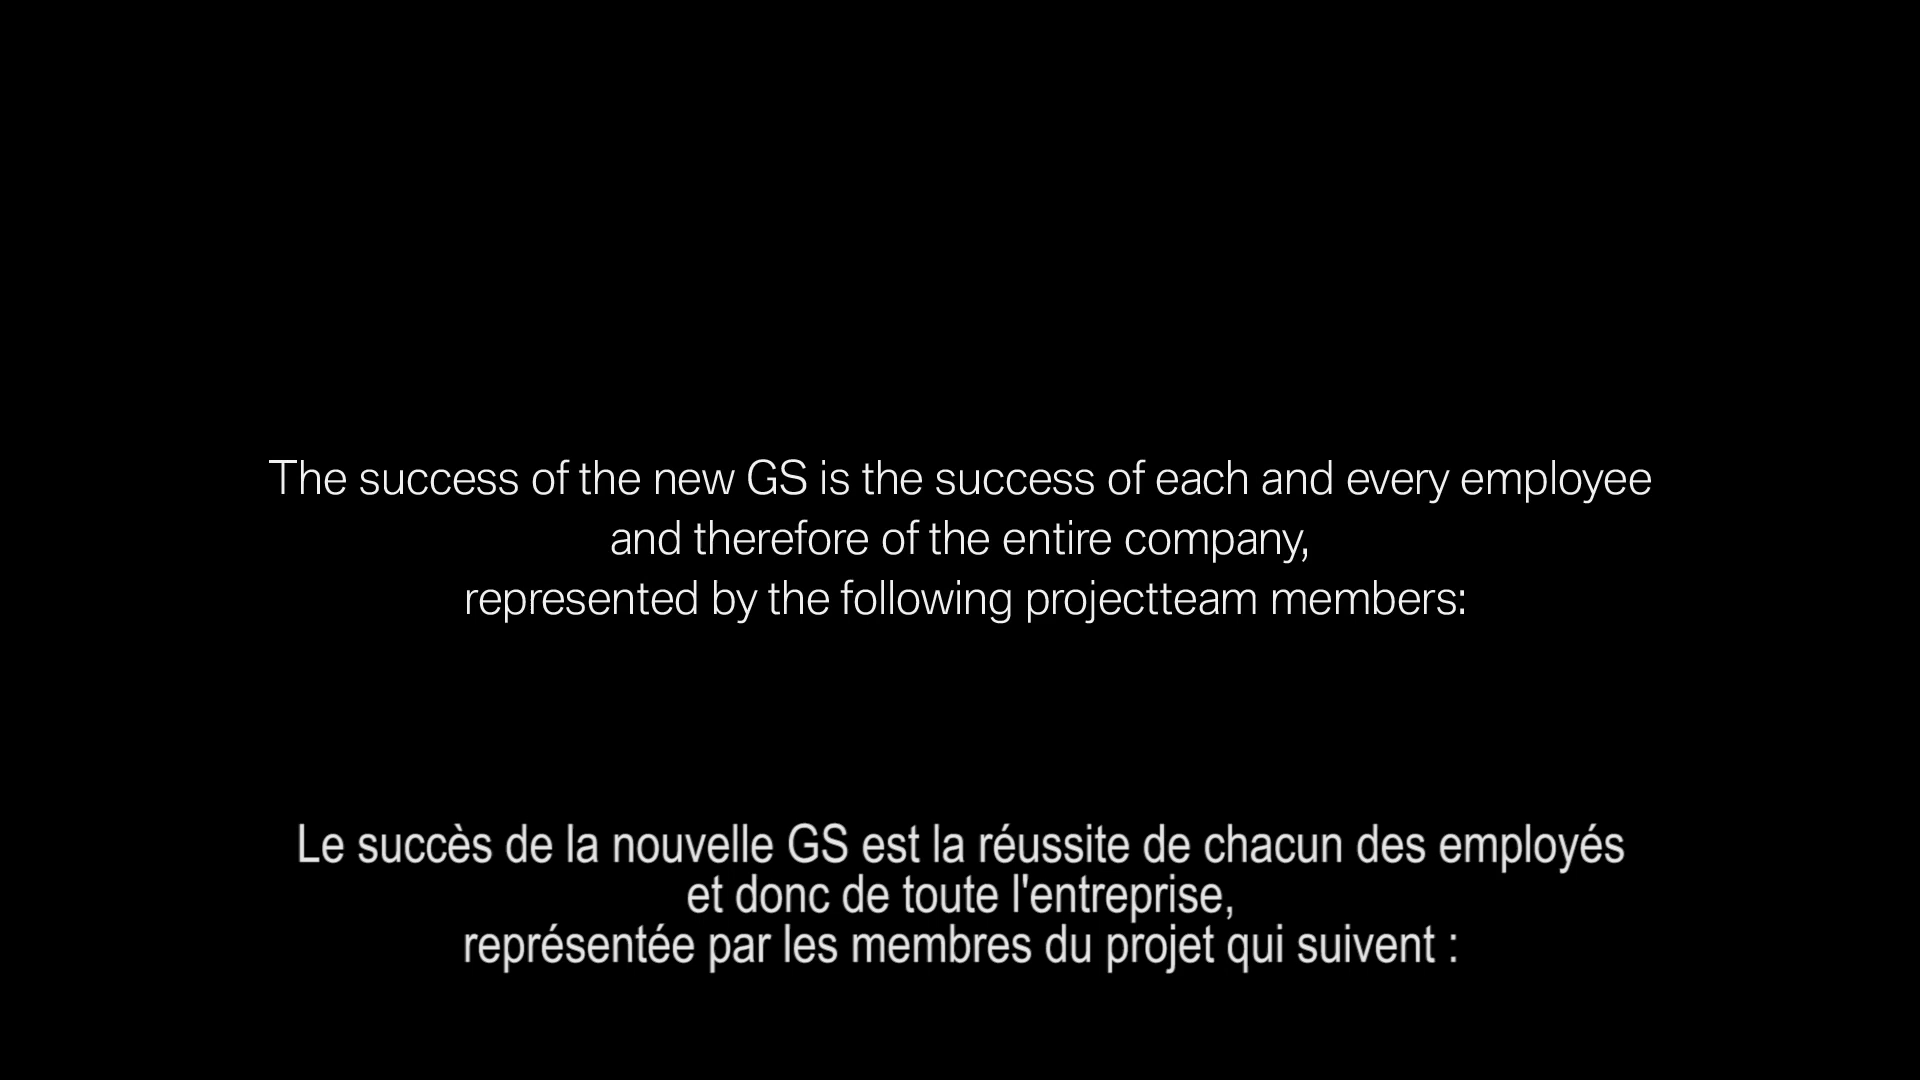 The success of the new GS is the success of each and every employee
and therefore of the entire company,
represented by the following projectteam members:
Le succès de la nouvelle GS est la réussite de chacun des employés
et donc de toute l'entreprise,
représentée par les membres du projet qui suivent :